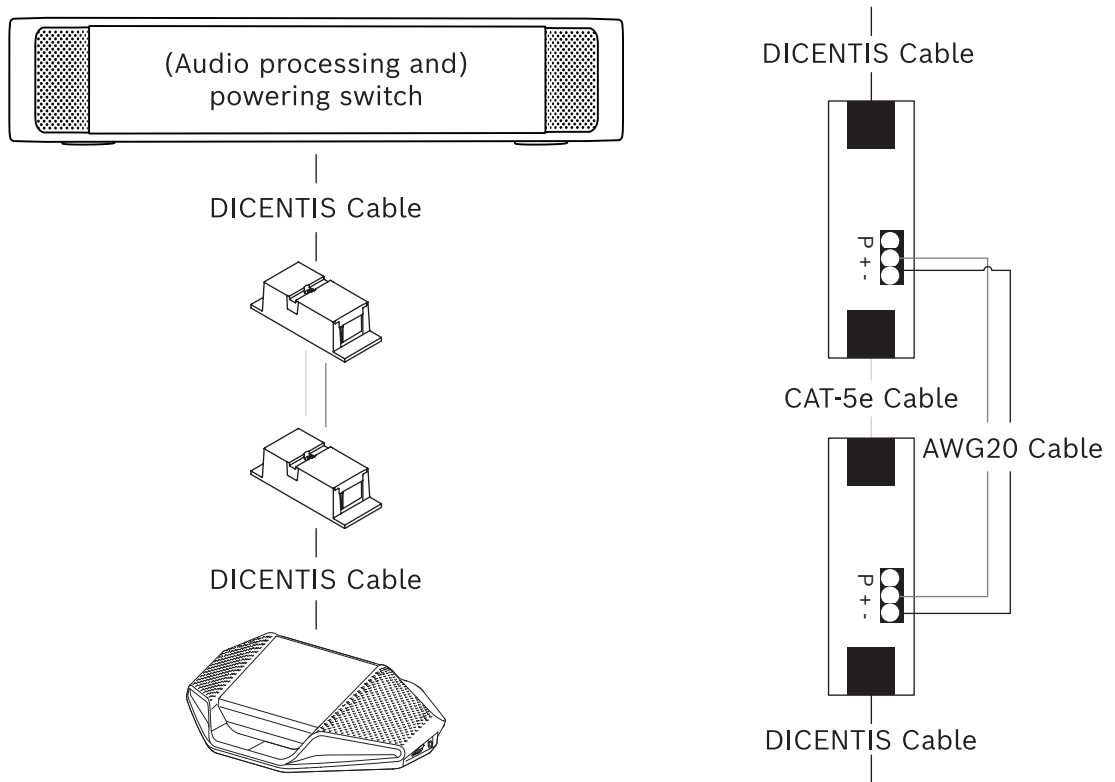 (Audio processing and)
powering switch
DICENTIS Cable
DICENTIS Cable
DICENTIS Cable
P + -
CAT-5e Cable
AWG20 Cable
P + -
DICENTIS Cable